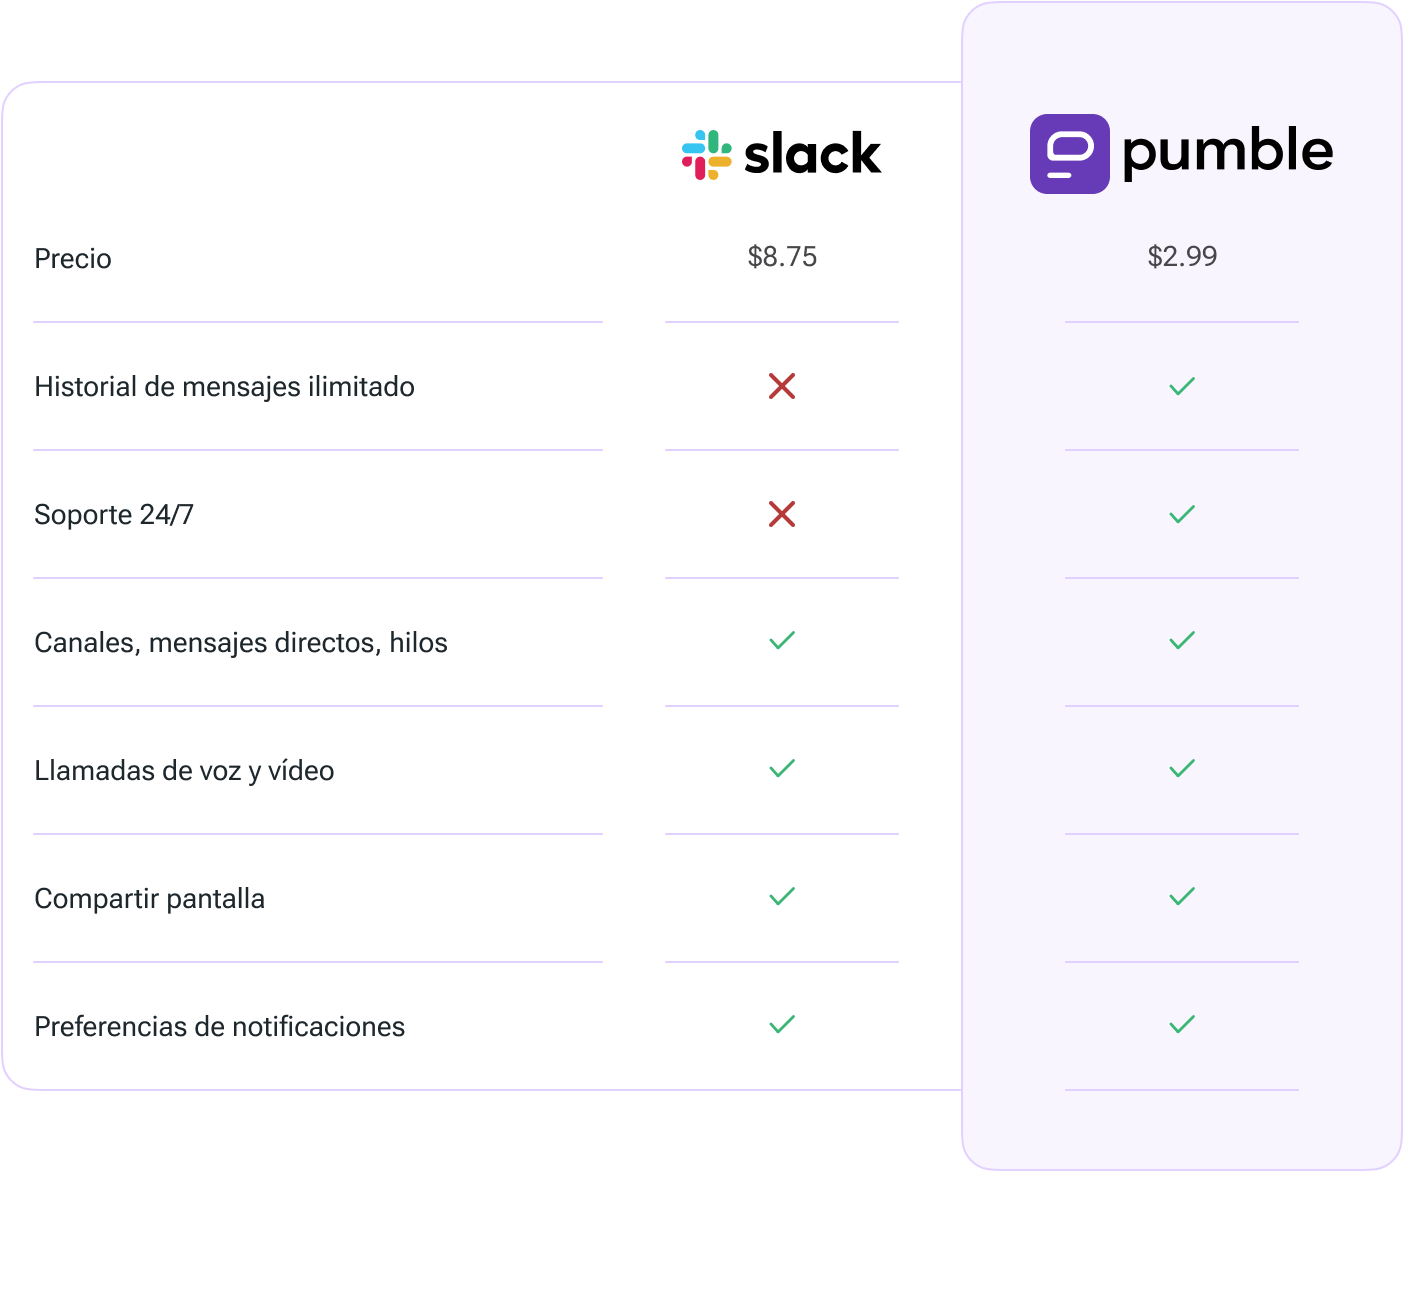 slack
pumble
Precio
$8.75
$2.99
Historial de mensajes ilimitado
Soporte 24/7
Canales, mensajes directos, hilos
Llamadas de voz y vídeo
Compartir pantalla
Preferencias de notificaciones